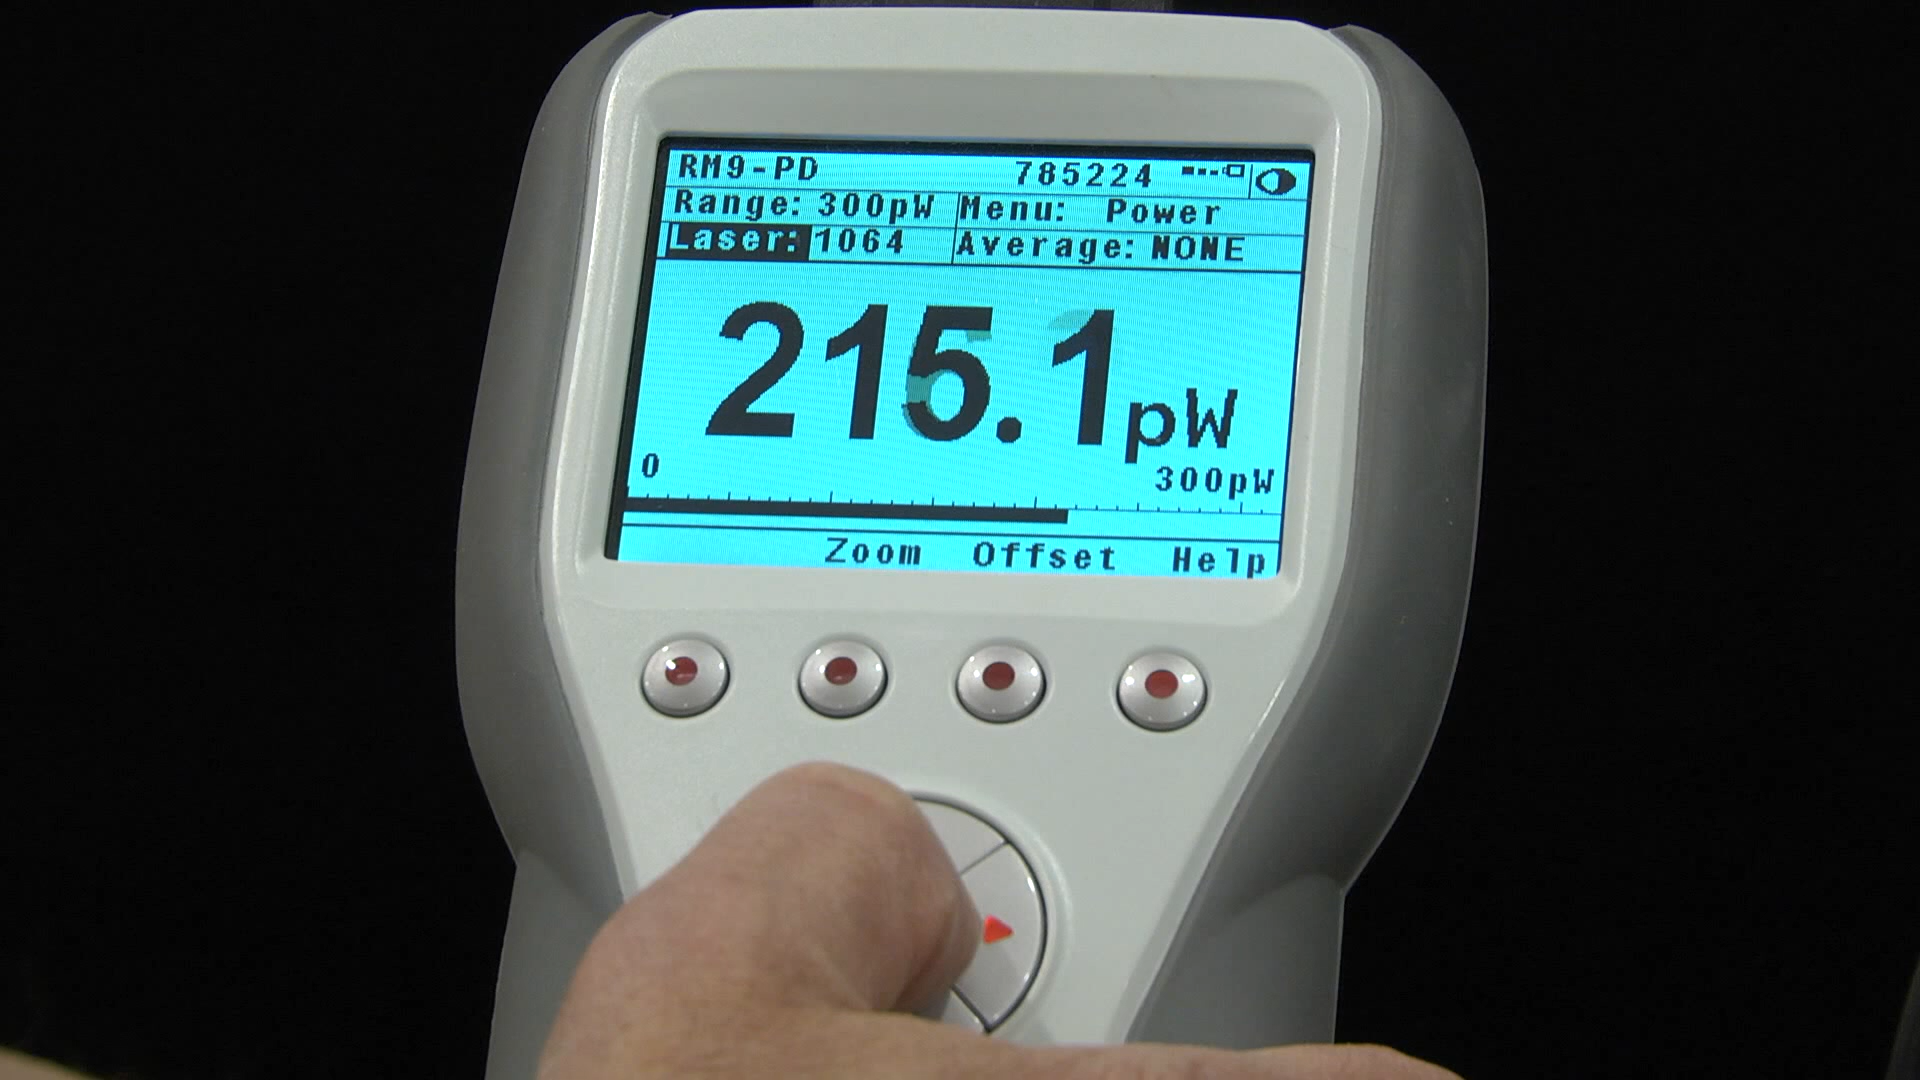 RM9-PD 785224
Range: 300pW Menu: Power
Laser: 1064 Average: NONE
215.1pW
0 300pW
Zoom Offset Help